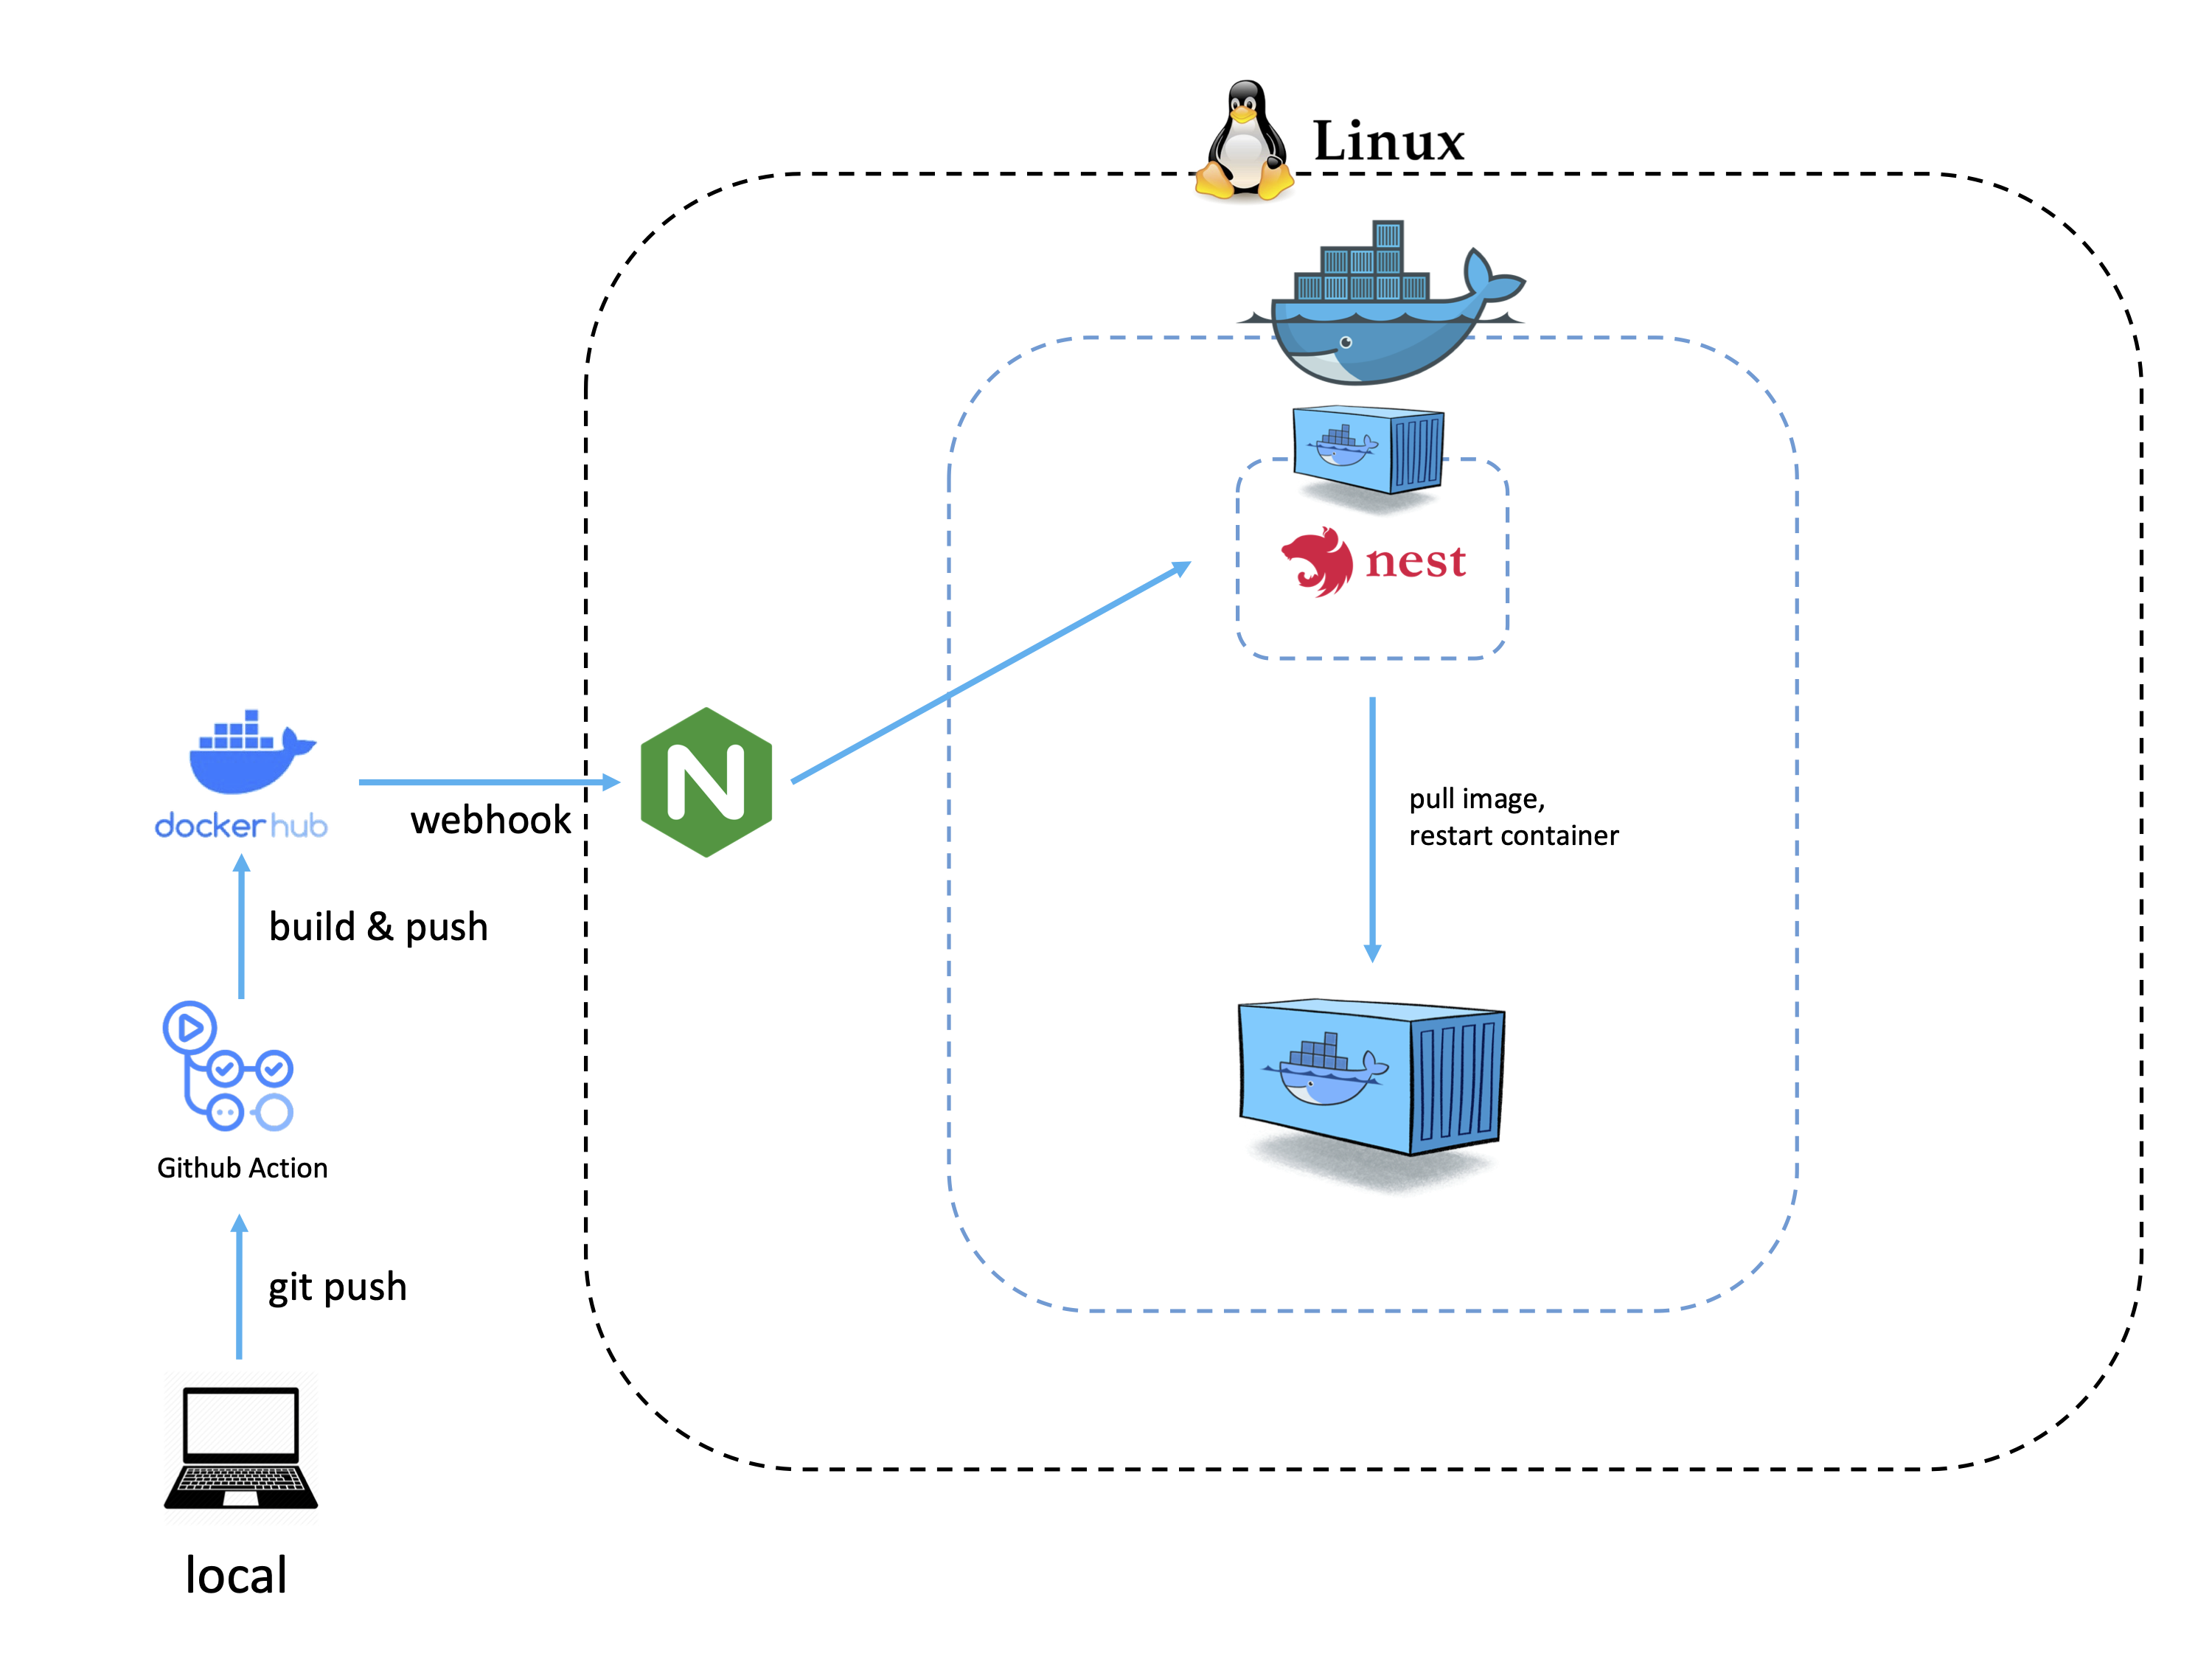 Linux
nest
docker hub
webhook
pull image,
restart container
build & push
Github Action
git push
local